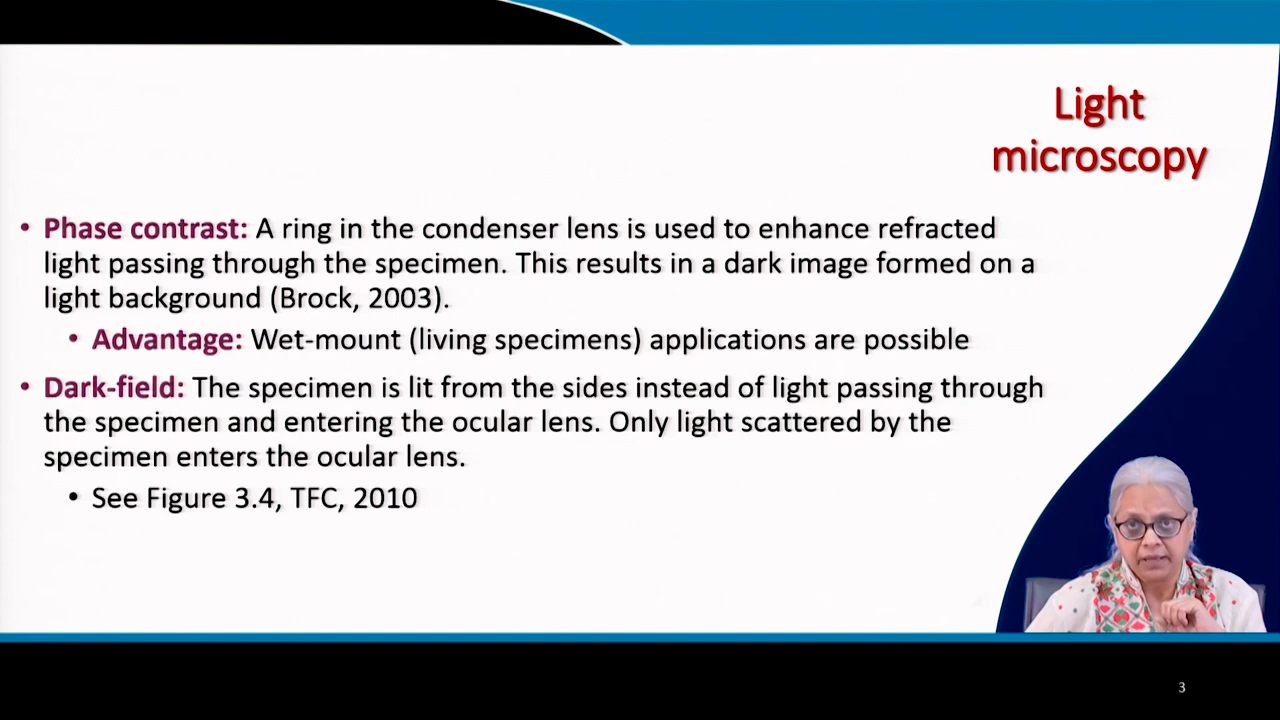 Light
microscopy
• Phase contrast: A ring in the condenser lens is used to enhance refracted
light passing through the specimen. This results in a dark image formed on a
light background (Brock, 2003).
• Advantage: Wet-mount (living specimens) applications are possible
• Dark-field: The specimen is lit from the sides instead of light passing through
the specimen and entering the ocular lens. Only light scattered by the
specimen enters the ocular lens.
• See Figure 3.4, TFC, 2010
3